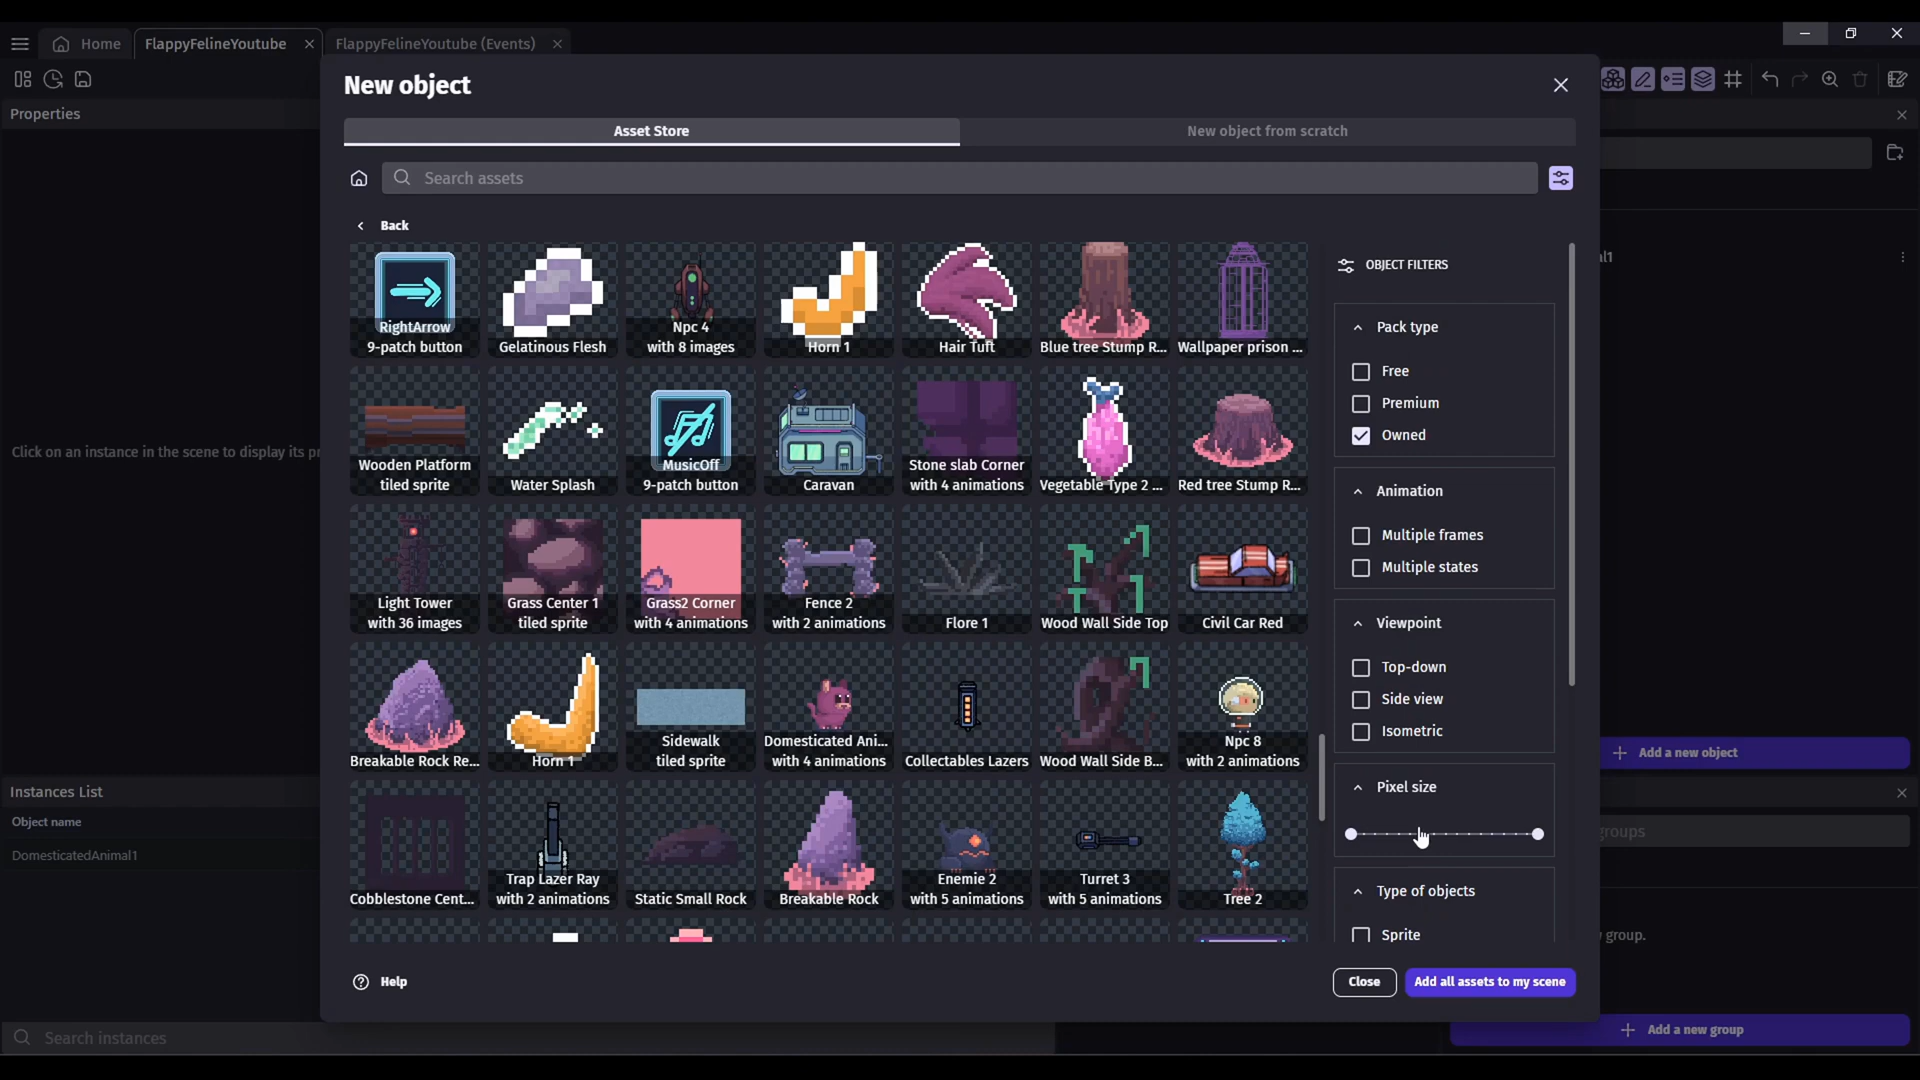 Home
FlappyFelineYoutube
FlappyFelineYoutube (Events)
Properties
New object
Asset Store
New object from scratch
Search assets
Back
RightArrow
9-patch button
Gelatinous Flesh
Npc 4
with 8 images
Horn 1
Hair Tuft
Blue tree Stump R...
Wallpaper prison ...
Wooden Platform
tiled sprite
Water Splash
MusicOff
9-patch button
Caravan
Stone slab Corner
with 4 animations
Vegetable Type 2 ...
Red tree Stump R...
Light Tower
with 36 images
Grass Center 1
tiled sprite
Grass2 Corner
with 4 animations
Fence 2
with 2 animations
Flore 1
Wood Wall Side Top
Civil Car Red
Breakable Rock Re...
Horn 1
Sidewalk
tiled sprite
Domesticated Ani...
with 4 animations
Collectables Lazers
Wood Wall Side B...
Npc 8
with 2 animations
Cobblestone Cent...
Trap Lazer Ray
with 2 animations
Static Small Rock
Breakable Rock
Enemie 2
with 5 animations
Turret 3
with 5 animations
Tree 2
OBJECT FILTERS
Pack type
Free
Premium
Owned
Animation
Multiple frames
Multiple states
Viewpoint
Top-down
Side view
Isometric
Pixel size
Type of objects
Sprite
Help
Close
Add all assets to my scene
Click on an instance in the scene to display its pr
Instances List
Object name
DomesticatedAnimal1
Search instances
al1
Add a new object
groups
group.
Add a new group